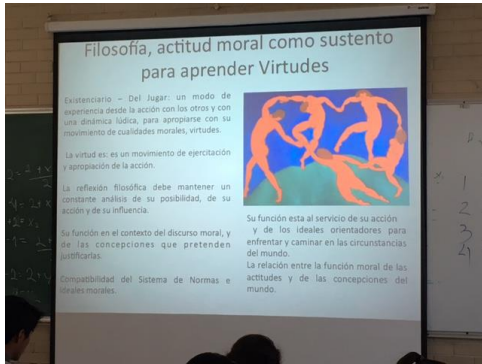 Filosofía, actitud moral como sustento
para aprender Virtudes
Existenciario – Del Jugar: un modo de
experiencia desde la acción con los otros y con
una dinámica lúdica, para apropiarse con su
movimiento de cualidades morales, virtudes.
La virtud es: es un movimiento de ejercitación
y apropiación de la acción.
La reflexión filosófica debe mantener un
constante análisis de su posibilidad, de su
acción y de su influencia.
Su función en el contexto del discurso moral, y
de las concepciones que pretenden
justificarlas.
Compatibilidad del Sistema de Normas e
ideales morales.
Su función esta al servicio de su acción
y de los ideales orientadores para
enfrentar y caminar en las circunstancias
del mundo.
La relación entre la función moral de las
actitudes y de las concepciones del
mundo.
1
2
3
4